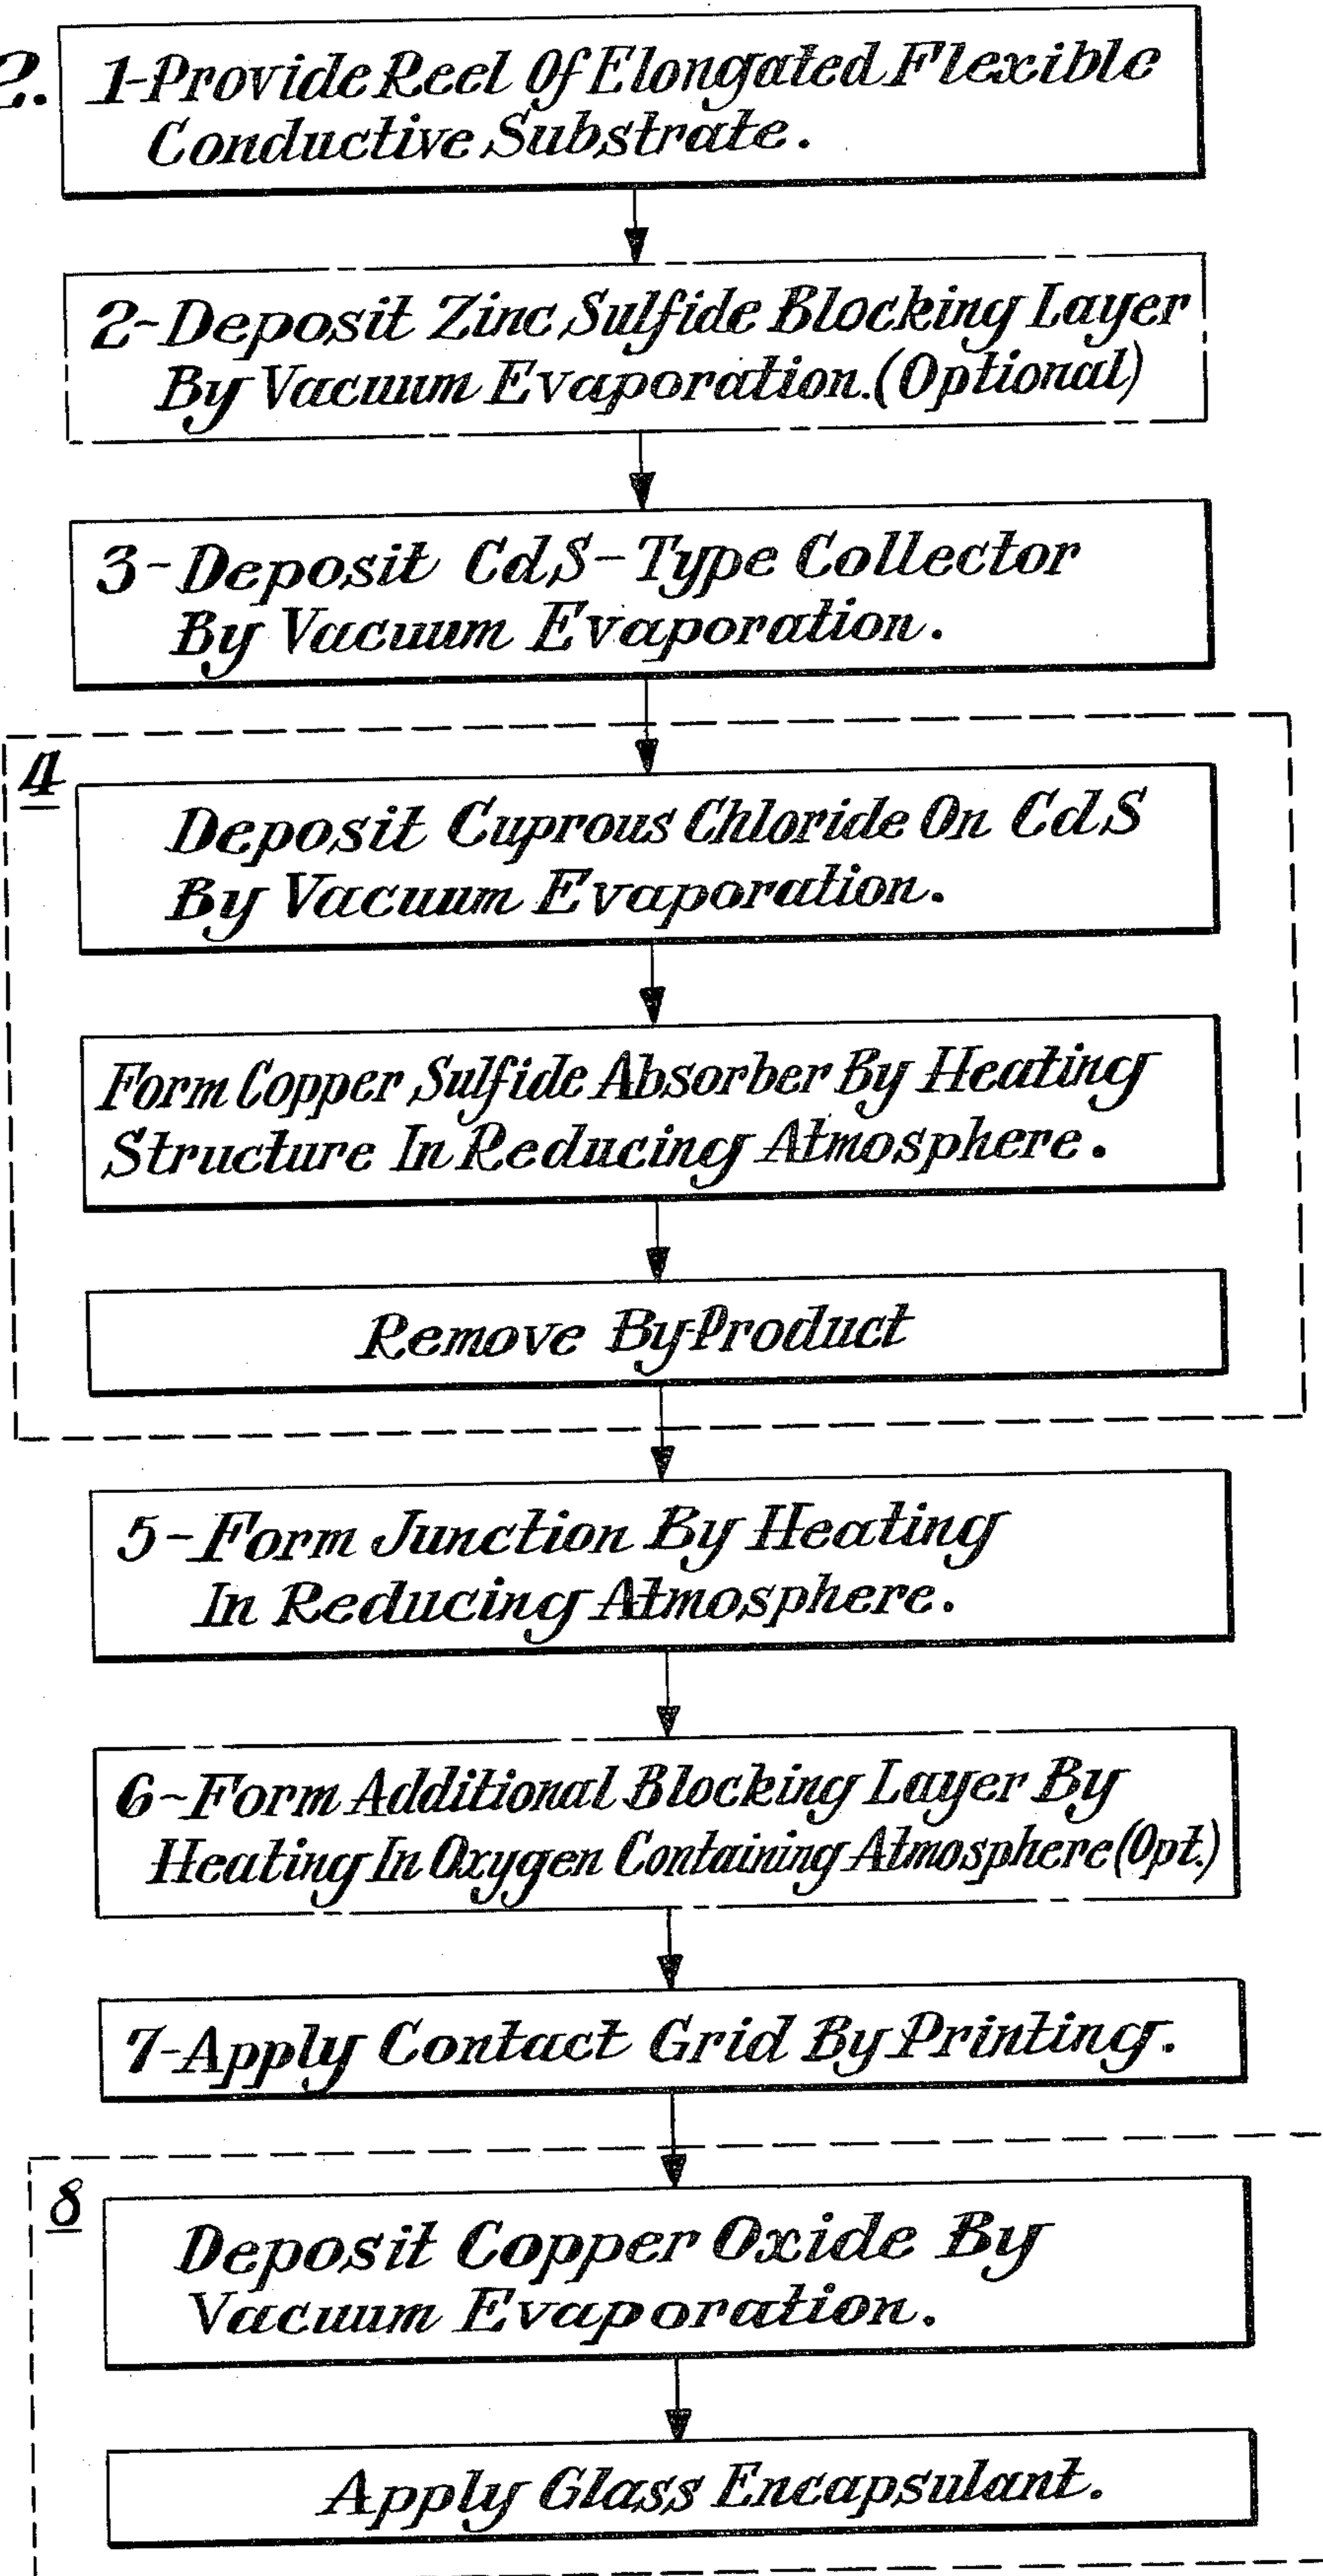 2.
1-Provide Reel Of Elongated Flexible
Conductive Substrate.
2-Deposit Zinc Sulfide Blocking Layer
By Vacuum Evaporation.(Optional)
3-Deposit CdS-Type Collector
By Vacuum Evaporation.
4
Deposit Cuprous Chloride On CdS
By Vacuum Evaporation.
Form Copper Sulfide Absorber By Heating
Structure In Reducing Atmosphere.
Remove By-Product
5-Form Junction By Heating
In Reducing Atmosphere.
6-Form Additional Blocking Layer By
Heating In Oxygen Containing Atmosphere(Opt.)
7-Apply Contact Grid By Printing.
8
Deposit Copper Oxide By
Vacuum Evaporation.
Apply Glass Encapsulant.